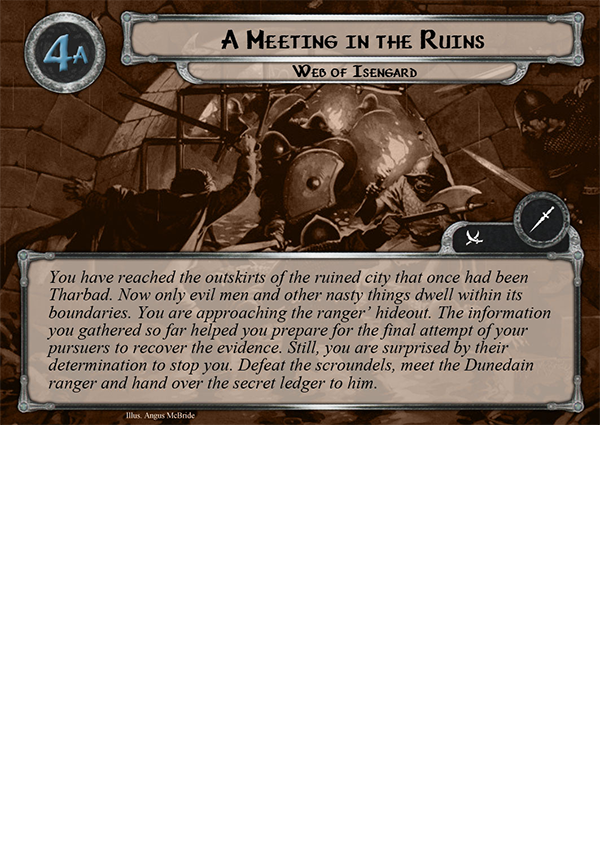 4A
A Meeting in the Ruins
Web of Isengard
You have reached the outskirts of the ruined city that once had been
Tharbad. Now only evil men and other nasty things dwell within its
boundaries. You are approaching the ranger’ hideout. The information
you gathered so far helped you prepare for the final attempt of your
pursuers to recover the evidence. Still, you are surprised by their
determination to stop you. Defeat the scroundels, meet the Dunedain
ranger and hand over the secret ledger to him.
Illus. Angus McBride